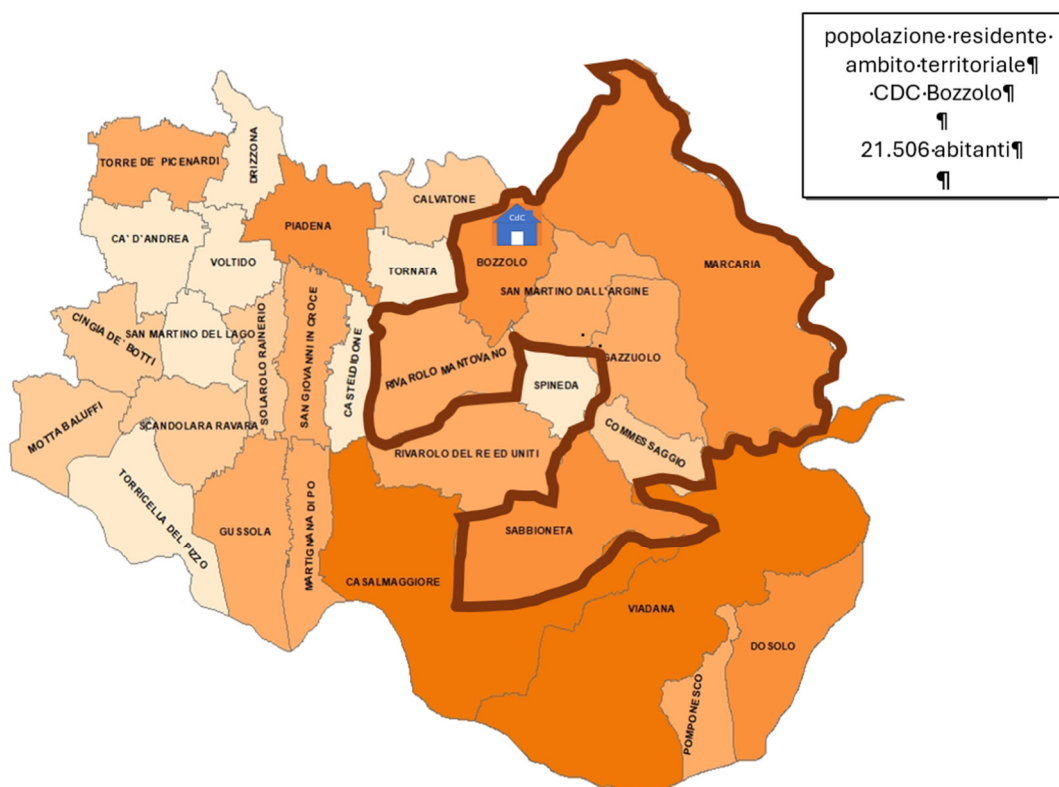 popolazione·residente·
ambito·territoriale¶
·CDC·Bozzolo¶
¶
21.506·abitanti¶
¶
TORRE DE' PICENARDI
DRIZZONA
PIADENA
CALVATONE
CdC
CA' D'ANDREA
VOLTIDO
TORNATA
BOZZOLO
MARCARIA
SAN MARTINO DALL'ARGINE
CINGIA DE' BOTTI
SAN MARTINO DEL LAGO
SOLAROLO RAINERIO
SAN GIOVANNI IN CROCE
CASTELDIDONE
RIVAROLO MANTOVANO
GAZZUOLO
SPINEDA
MOTTA BALUFFI
SCANDOLARA RAVARA
RIVAROLO DEL RE ED UNITI
COMMESSAGGIO
TORRICELLA DEL PIZZO
GUSSOLA
MARTIGNANA DI PO
SABBIONETA
CASALMAGGIORE
VIADANA
DOSOLO
POMPONESCO